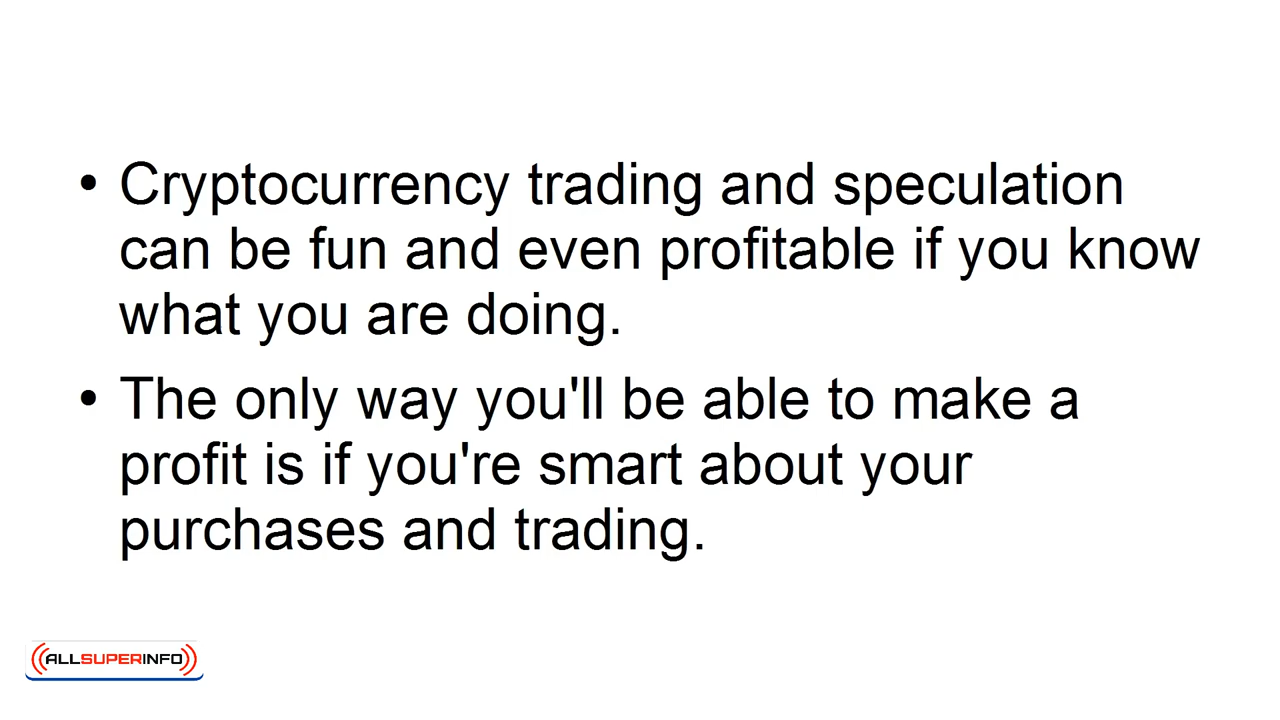 • Cryptocurrency trading and speculation
can be fun and even profitable if you know
what you are doing.
• The only way you'll be able to make a
profit is if you're smart about your
purchases and trading.
ALLSUPERINFO